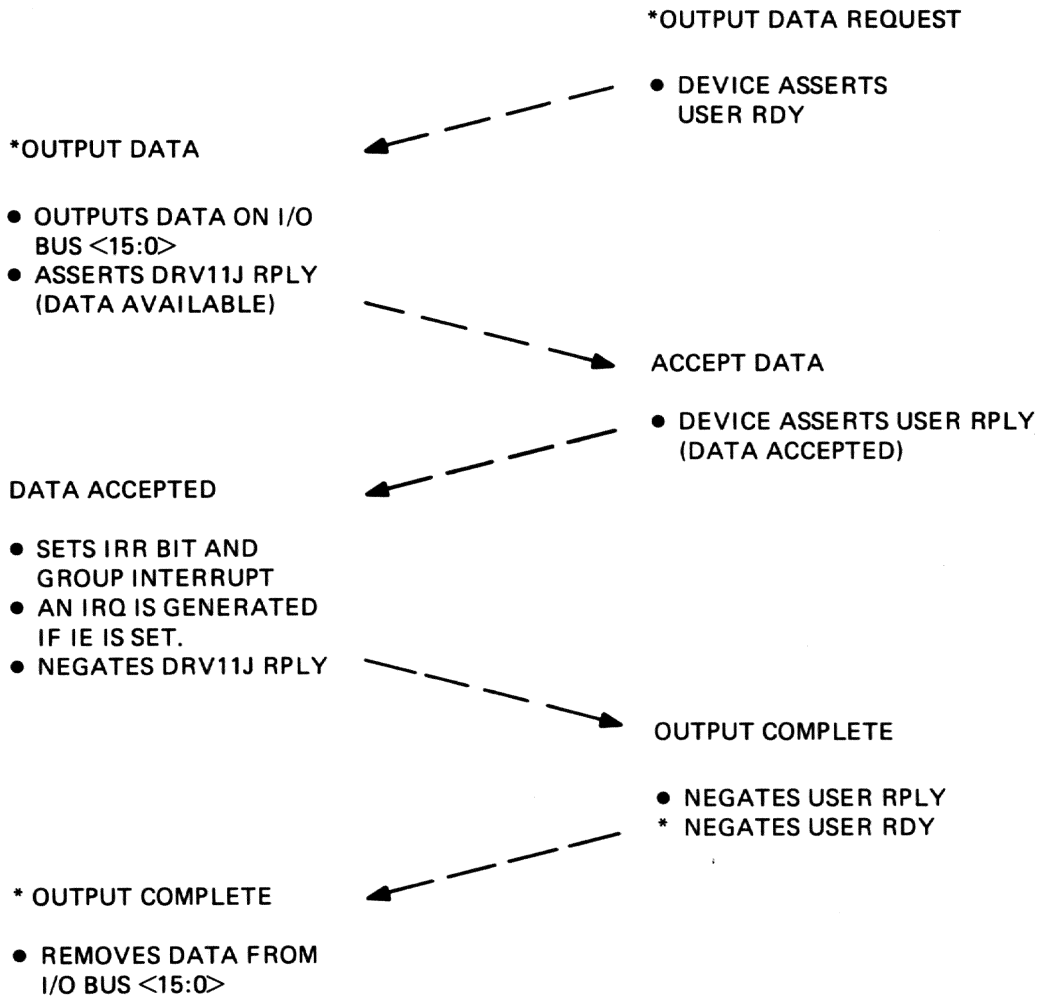 *OUTPUT DATA REQUEST
● DEVICE ASSERTS
USER RDY
*OUTPUT DATA
● OUTPUTS DATA ON I/O
BUS <15:0>
● ASSERTS DRV11J RPLY
(DATA AVAILABLE)
ACCEPT DATA
● DEVICE ASSERTS USER RPLY
(DATA ACCEPTED)
DATA ACCEPTED
● SETS IRR BIT AND
GROUP INTERRUPT
● AN IRQ IS GENERATED
IF IE IS SET.
● NEGATES DRV11J RPLY
OUTPUT COMPLETE
● NEGATES USER RPLY
* NEGATES USER RDY
* OUTPUT COMPLETE
● REMOVES DATA FROM
I/O BUS <15:0>